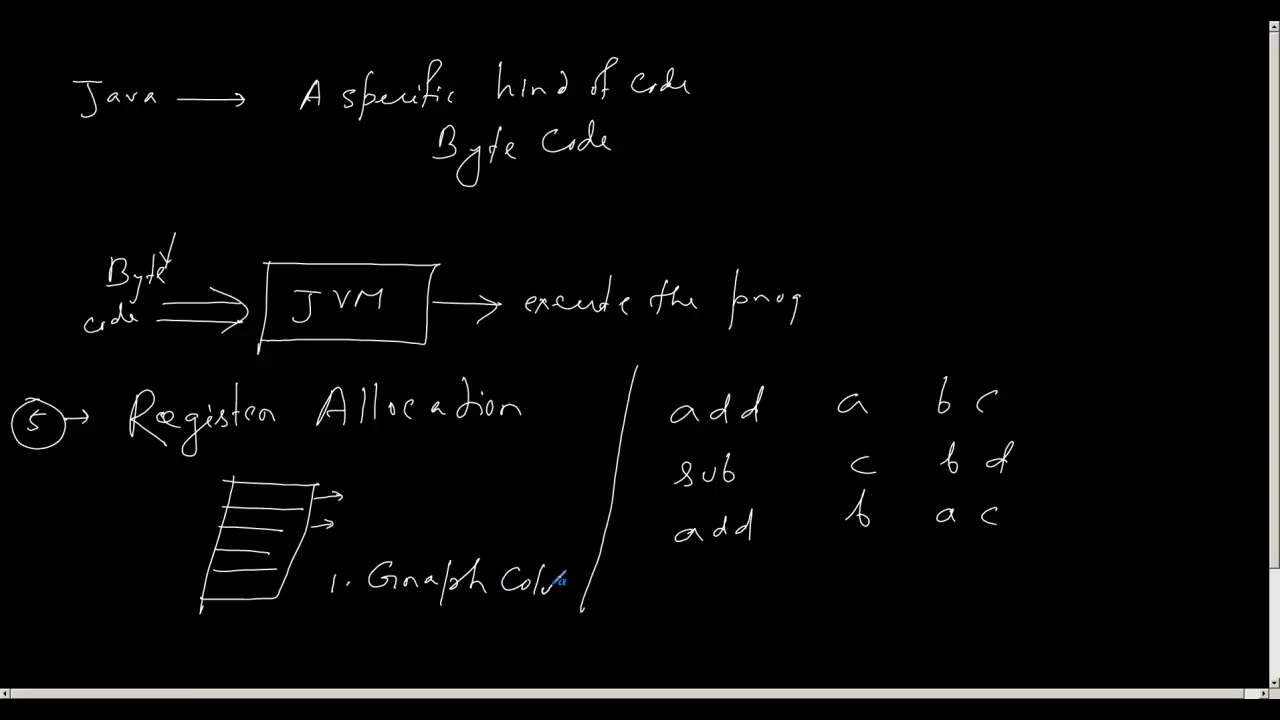 Java → A specific kind of code
Byte Code
Byte
code
JVM → execute the prog
5 → Register Allocation
1. Graph Colo
add a b c
sub c b d
add b a c